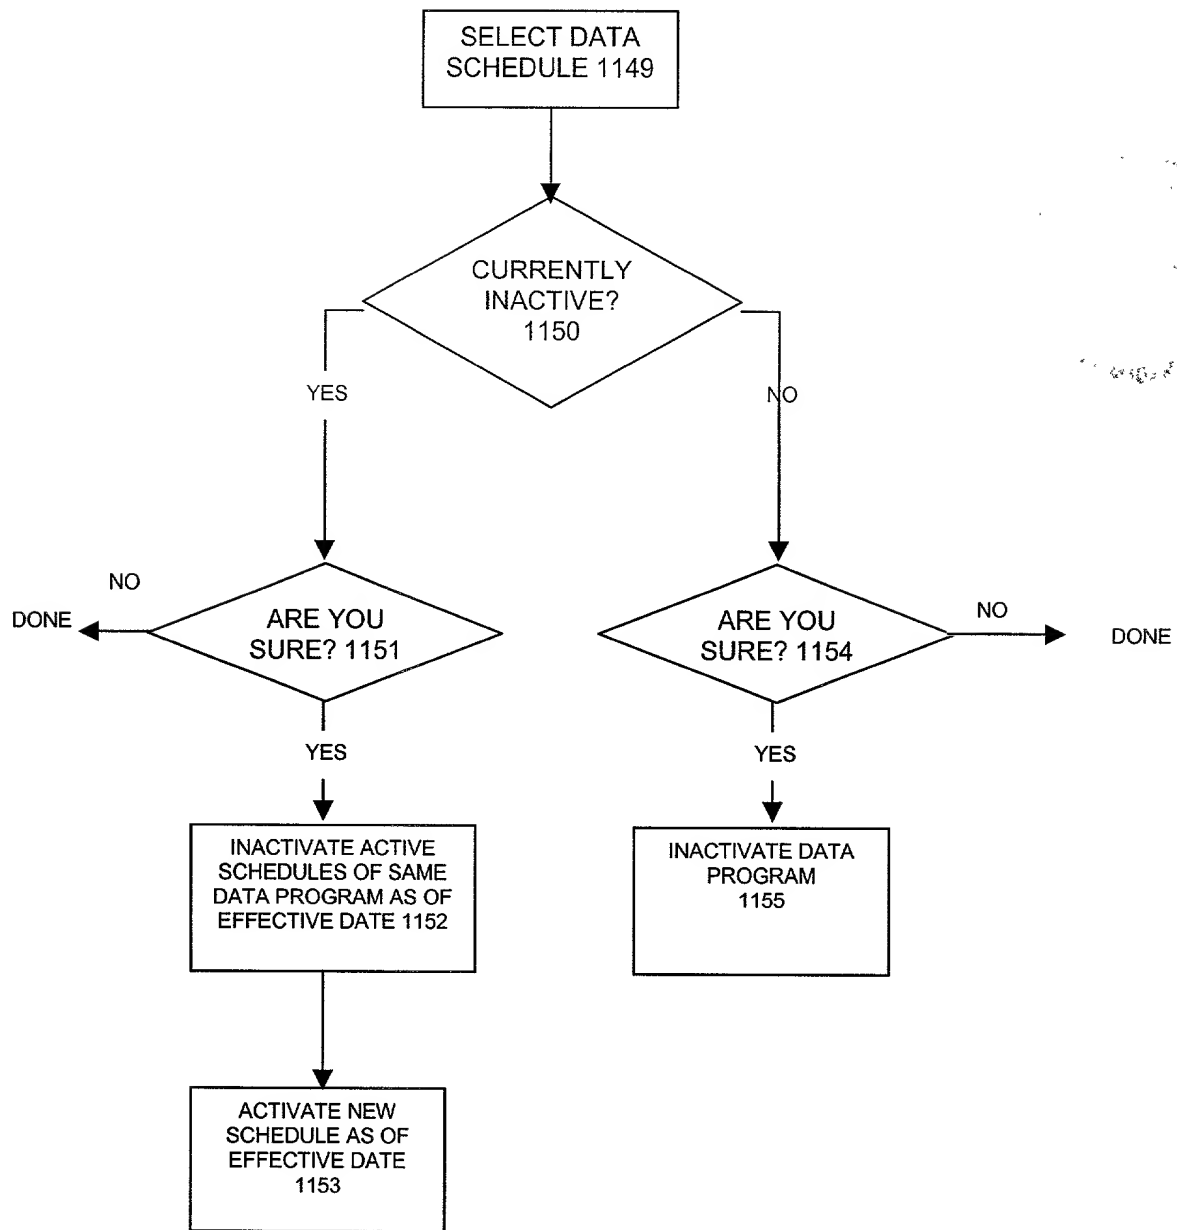 SELECT DATA
SCHEDULE 1149
CURRENTLY
INACTIVE?
1150
YES
NO
NO
DONE
ARE YOU
SURE? 1151
ARE YOU
SURE? 1154
NO
DONE
YES
YES
INACTIVATE ACTIVE
SCHEDULES OF SAME
DATA PROGRAM AS OF
EFFECTIVE DATE 1152
INACTIVATE DATA
PROGRAM
1155
ACTIVATE NEW
SCHEDULE AS OF
EFFECTIVE DATE
1153